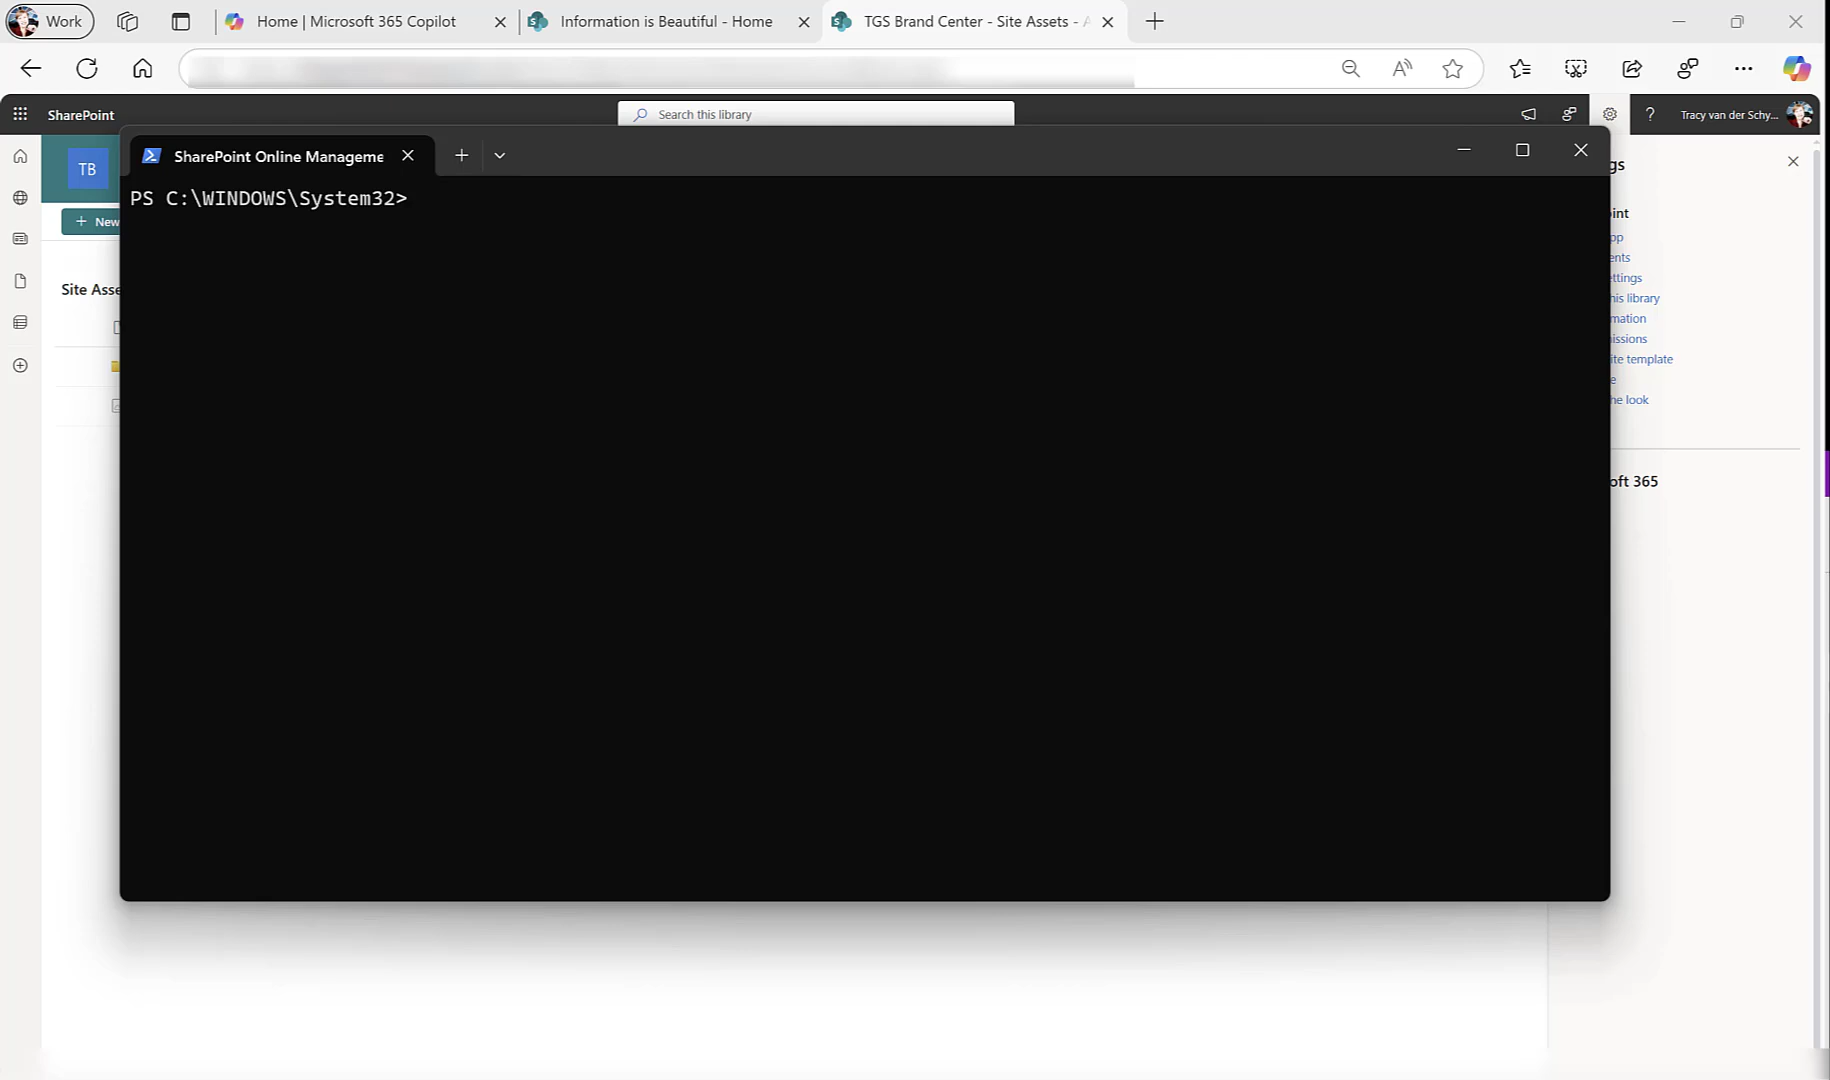 Work
Home | Microsoft 365 Copilot
Information is Beautiful - Home
TGS Brand Center - Site Assets - A
SharePoint
Search this library
Tracy van der Schy...
TB
SharePoint Online Manageme
gs
PS C:\WINDOWS\System32>
int
+ New
pp
ents
ettings
Site Asse
his library
mation
issions
ite template
e
he look
oft 365